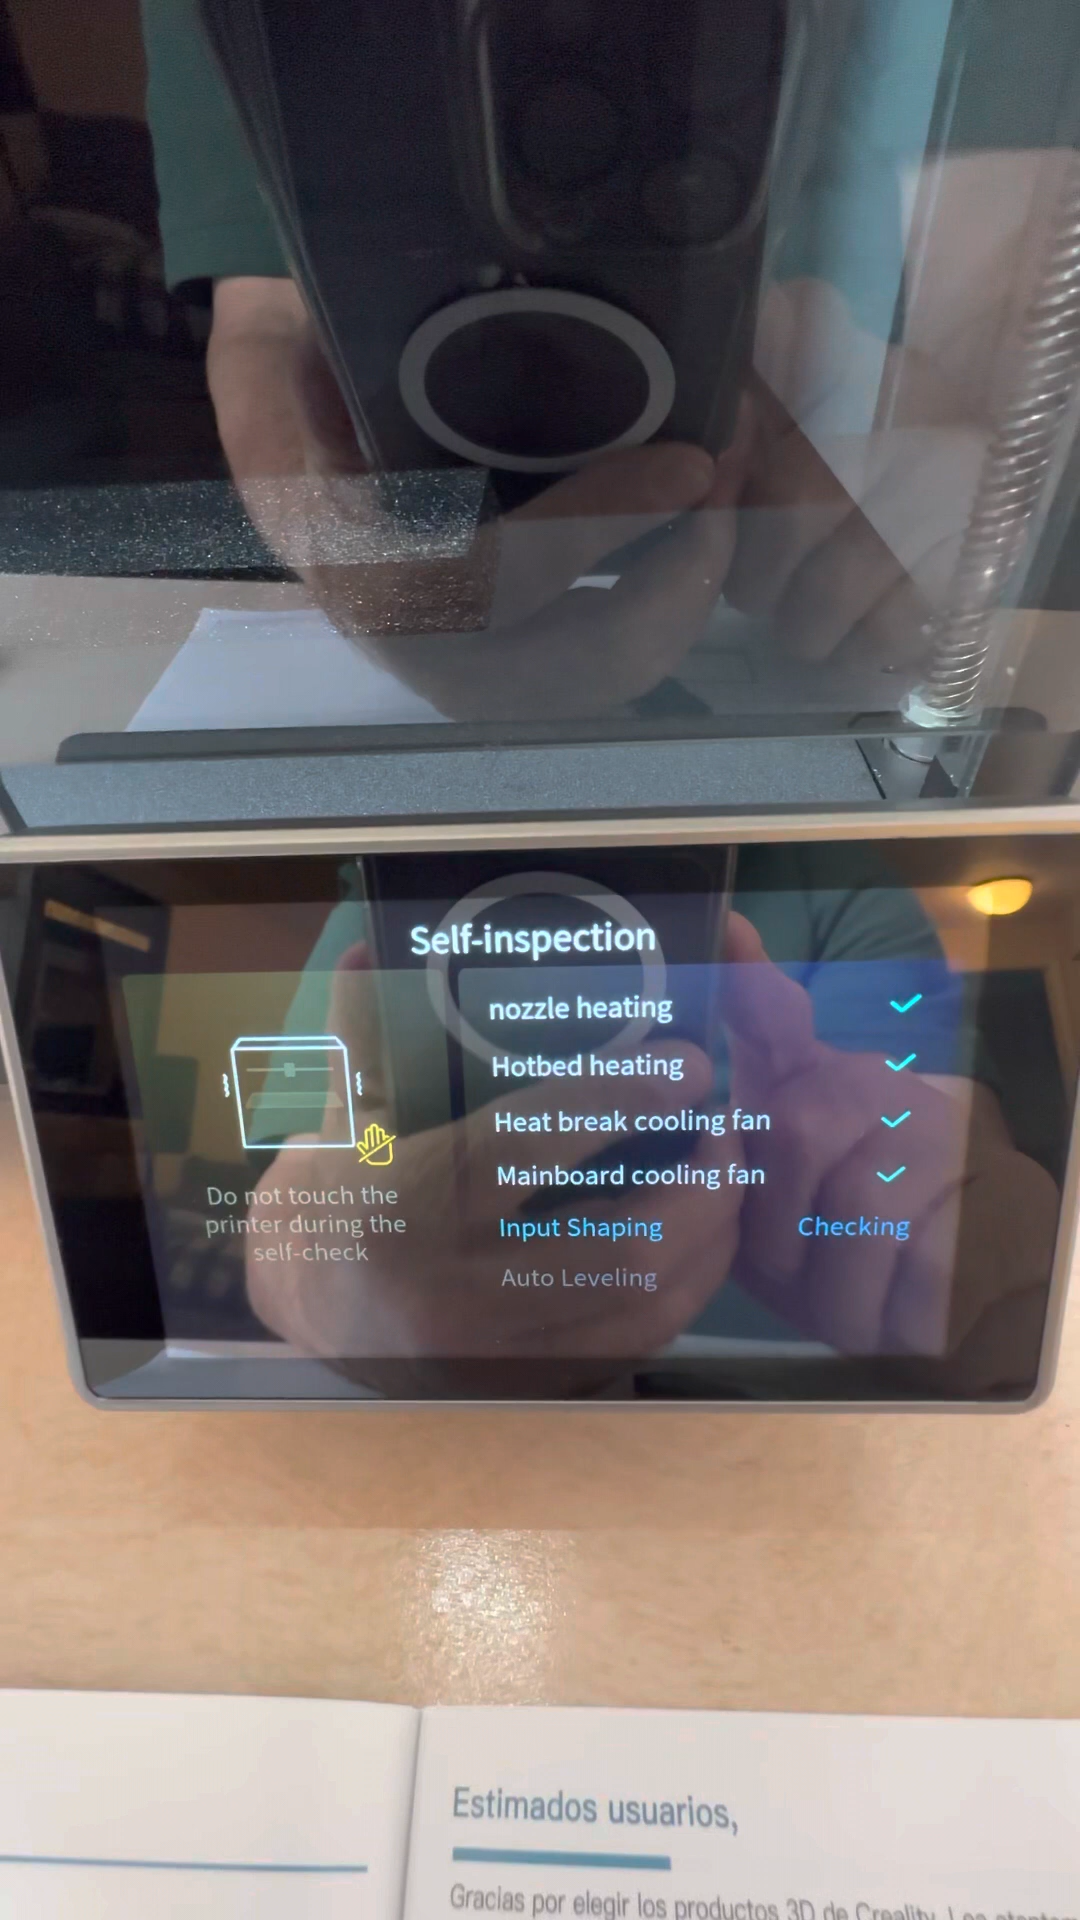 Self-inspection
nozzle heating
Hotbed heating
Heat break cooling fan
Mainboard cooling fan
Input Shaping Checking
Auto Leveling
Do not touch the
printer during the
self-check
Estimados usuarios,
Gracias por elegir los productos 3D de Creality.